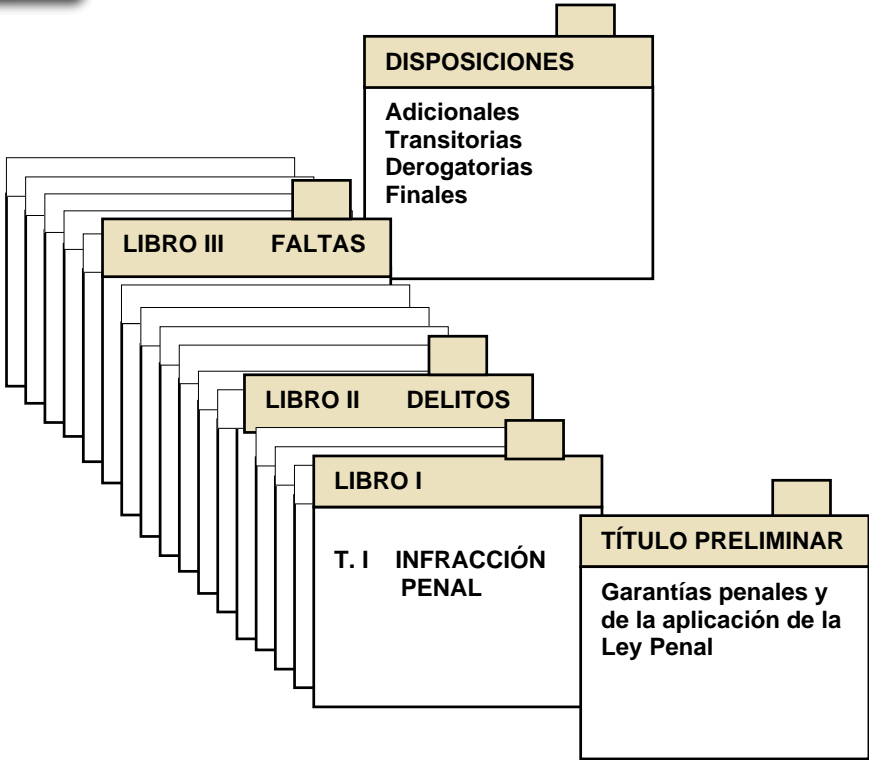 DISPOSICIONES
Adicionales
Transitorias
Derogatorias
Finales
LIBRO III FALTAS
LIBRO II DELITOS
LIBRO I
T. I INFRACCIÓN
PENAL
TÍTULO PRELIMINAR
Garantías penales y
de la aplicación de la
Ley Penal